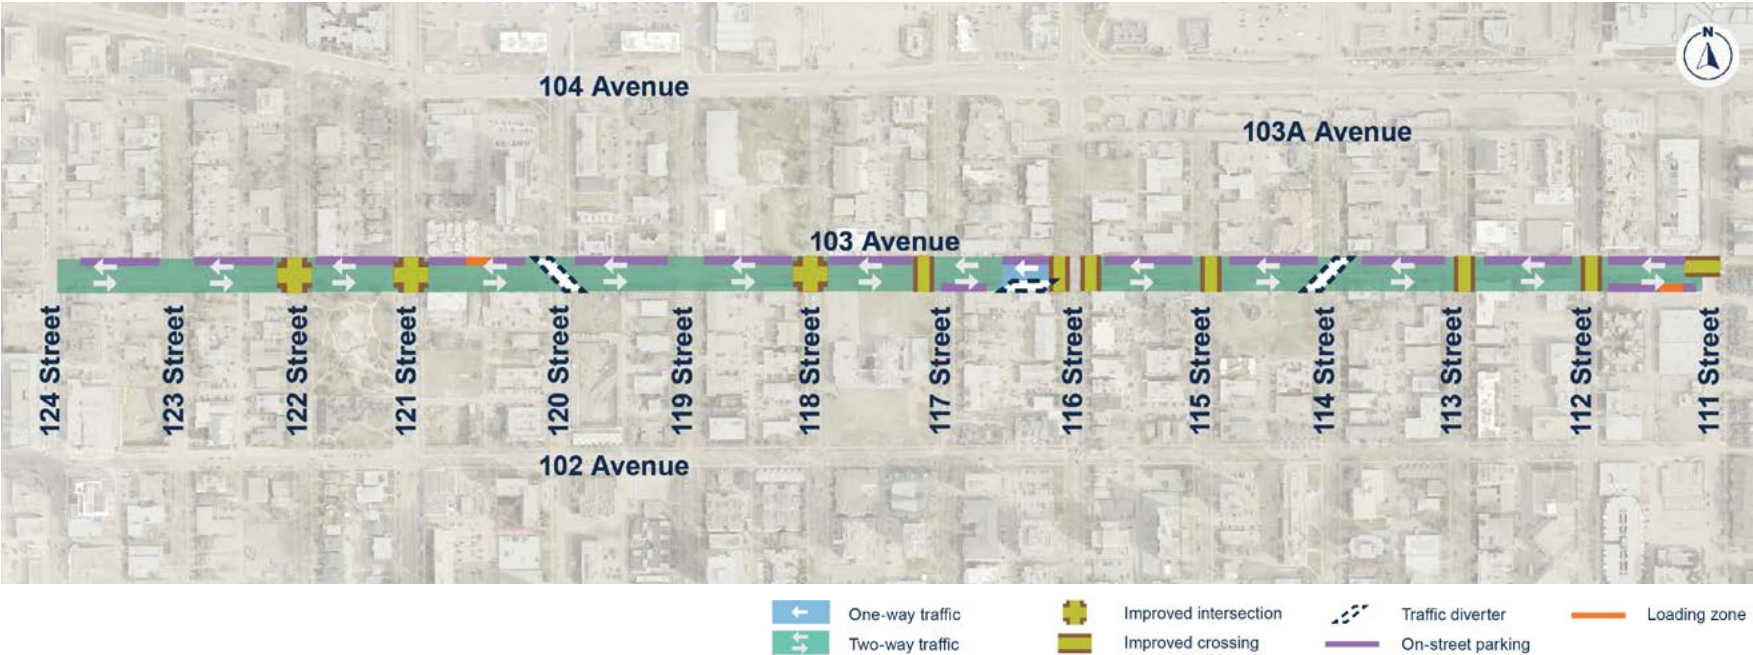 N
104 Avenue
103A Avenue
103 Avenue
124 Street
123 Street
122 Street
121 Street
120 Street
119 Street
118 Street
117 Street
116 Street
115 Street
114 Street
113 Street
112 Street
111 Street
102 Avenue
One-way traffic
Improved intersection
Traffic diverter
Loading zone
Two-way traffic
Improved crossing
On-street parking